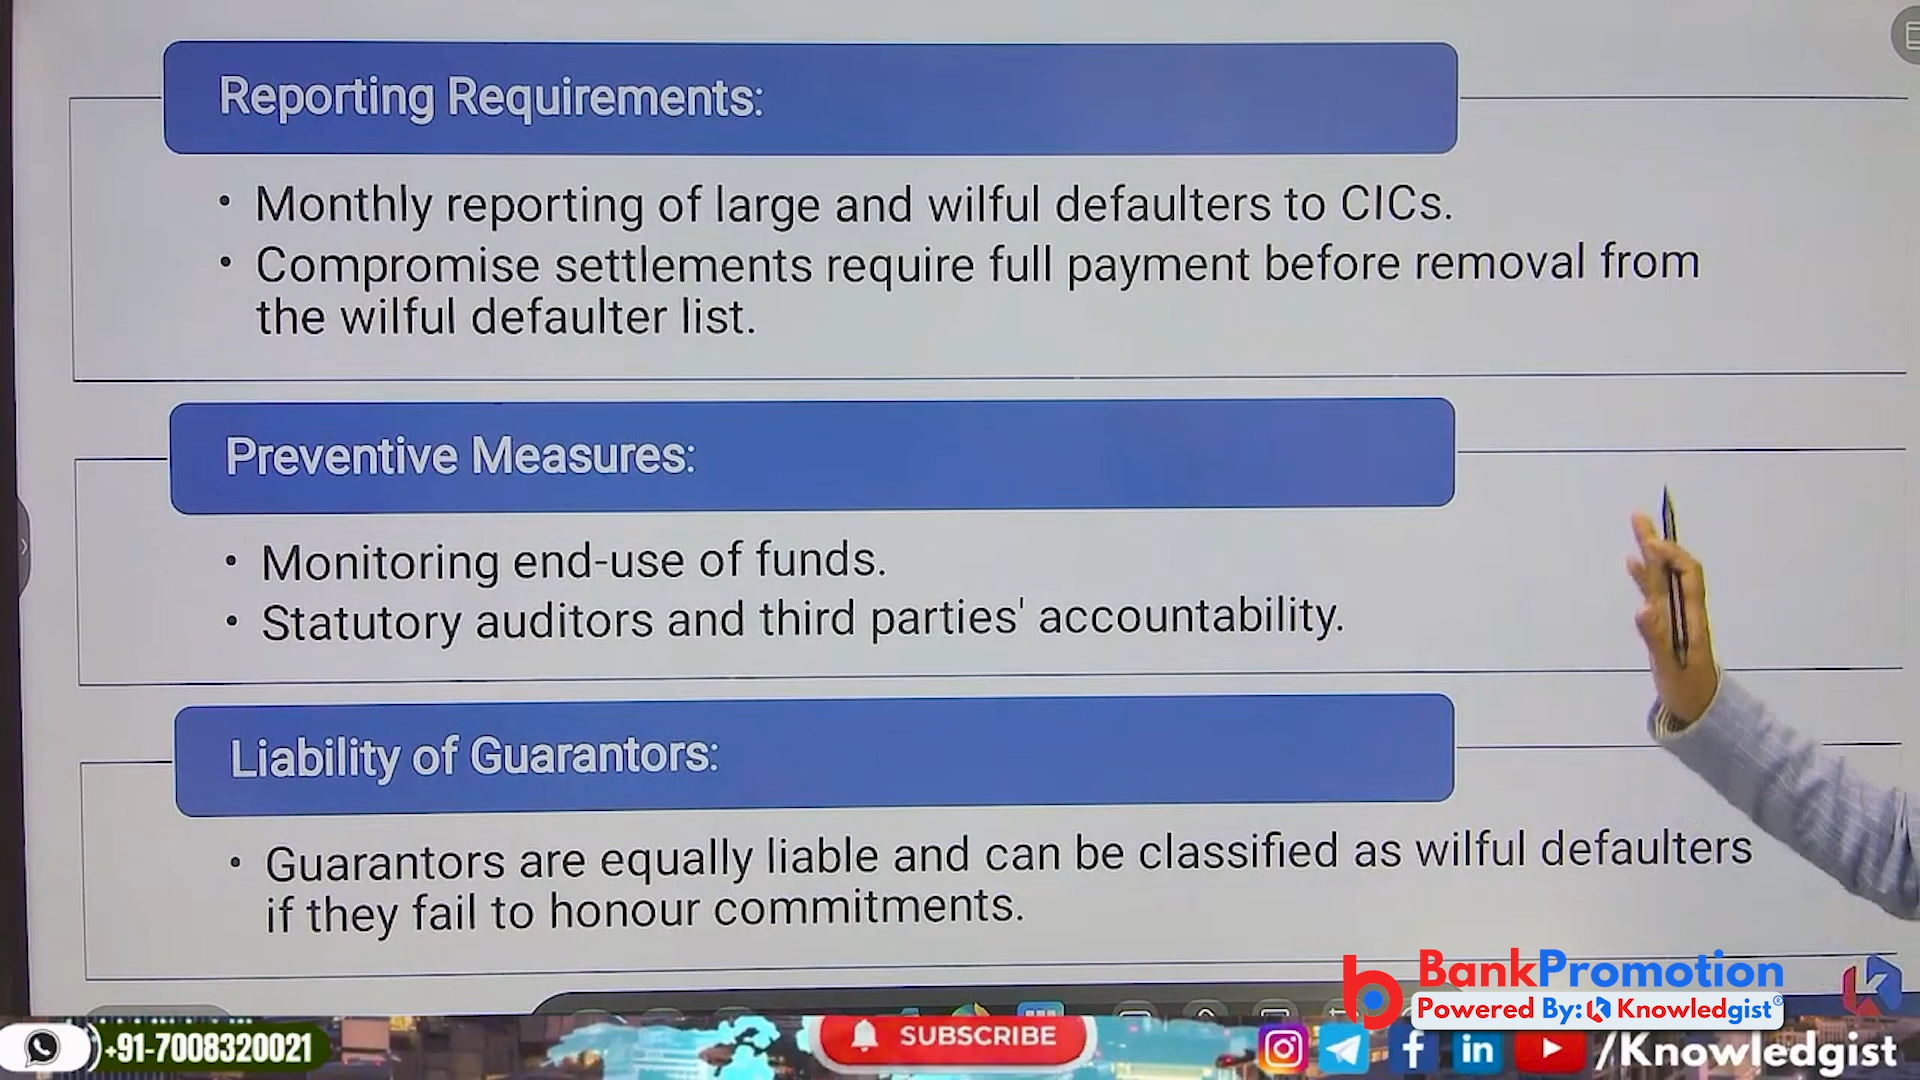 Reporting Requirements:
• Monthly reporting of large and wilful defaulters to CICs.
• Compromise settlements require full payment before removal from
the wilful defaulter list.
Preventive Measures:
• Monitoring end-use of funds.
• Statutory auditors and third parties' accountability.
Liability of Guarantors:
• Guarantors are equally liable and can be classified as wilful defaulters
if they fail to honour commitments.
BankPromotion
Powered By: Knowledgist®
+91-7008320021
SUBSCRIBE
/Knowledgist